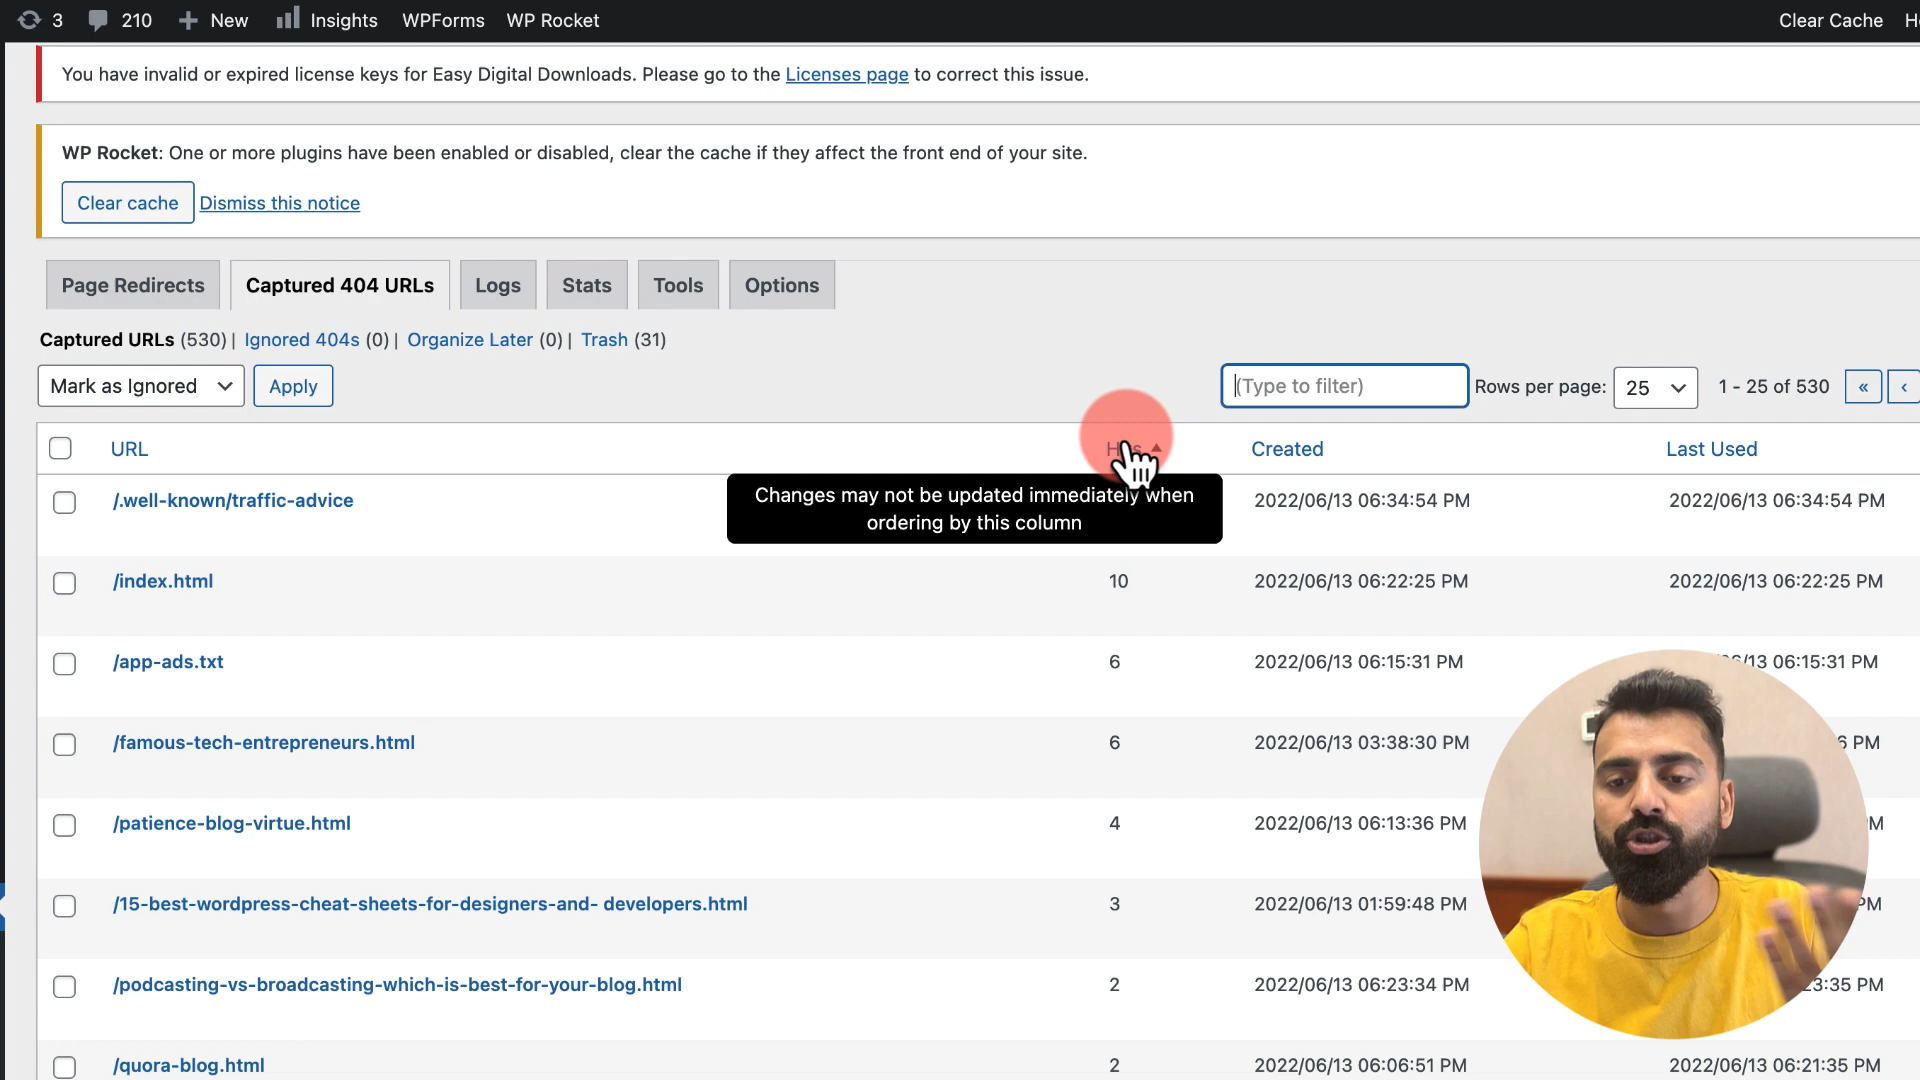 3 210 New Insights WPForms WP Rocket Clear Cache
You have invalid or expired license keys for Easy Digital Downloads. Please go to the Licenses page to correct this issue.
WP Rocket: One or more plugins have been enabled or disabled, clear the cache if they affect the front end of your site.
Clear cache Dismiss this notice
Page Redirects Captured 404 URLs Logs Stats Tools Options
Captured URLs (530) | Ignored 404s (0) | Organize Later (0) | Trash (31)
Mark as Ignored Apply (Type to filter) Rows per page: 25 1 - 25 of 530 « ‹
URL Created Last Used
Changes may not be updated immediately when
ordering by this column
/.well-known/traffic-advice 2022/06/13 06:34:54 PM 2022/06/13 06:34:54 PM
/index.html 10 2022/06/13 06:22:25 PM 2022/06/13 06:22:25 PM
/app-ads.txt 6 2022/06/13 06:15:31 PM /13 06:15:31 PM
/famous-tech-entrepreneurs.html 6 2022/06/13 03:38:30 PM PM
/patience-blog-virtue.html 4 2022/06/13 06:13:36 PM
/15-best-wordpress-cheat-sheets-for-designers-and- developers.html 3 2022/06/13 01:59:48 PM PM
/podcasting-vs-broadcasting-which-is-best-for-your-blog.html 2 2022/06/13 06:23:34 PM 3:35 PM
/quora-blog.html 2 2022/06/13 06:06:51 PM 2022/06/13 06:21:35 PM